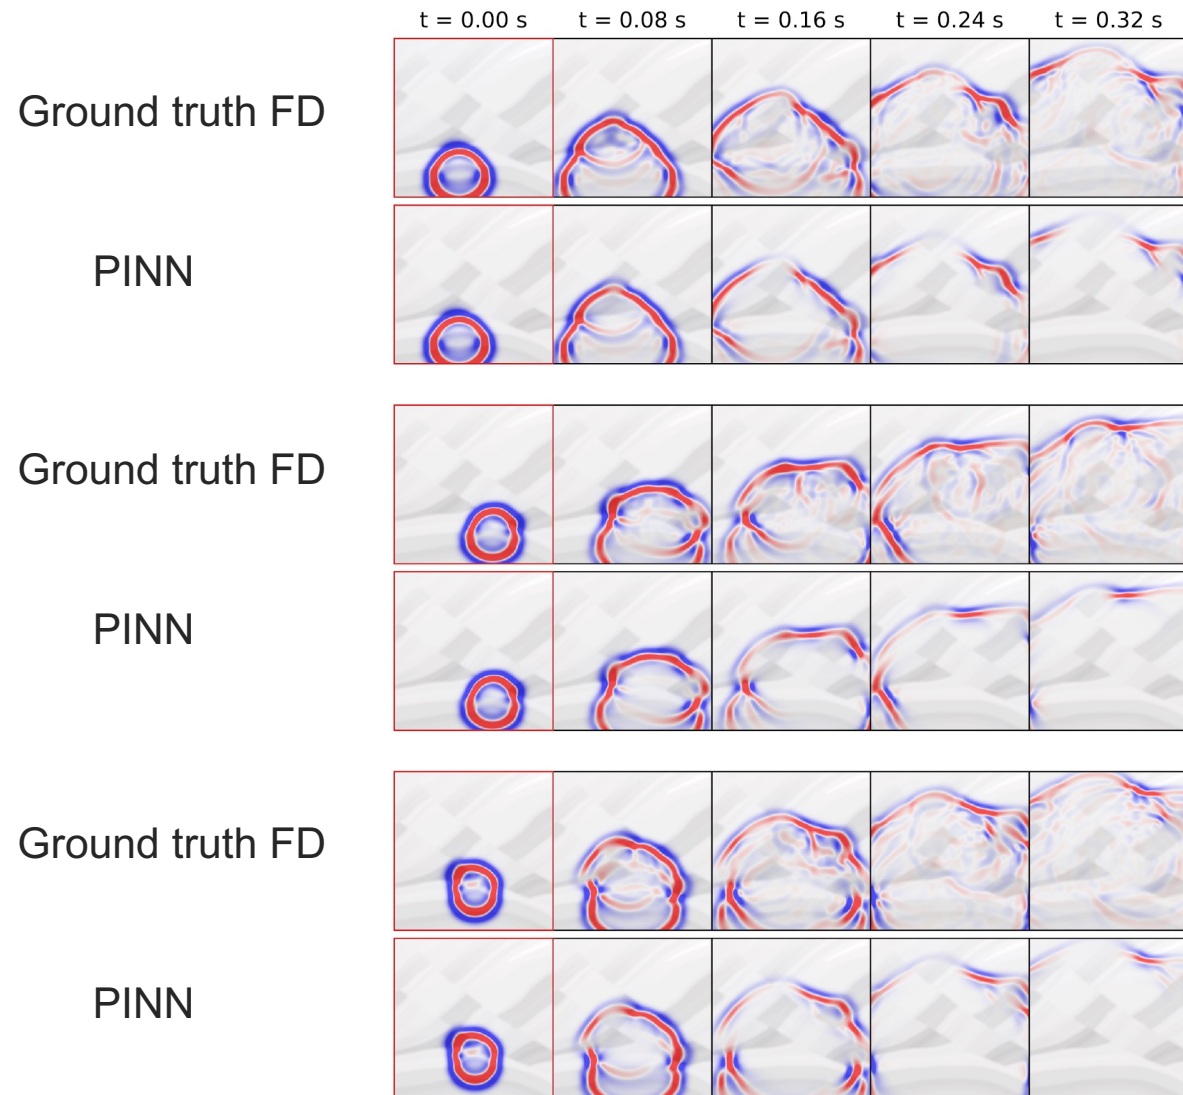 t = 0.00 s t = 0.08 s t = 0.16 s t = 0.24 s t = 0.32 s
Ground truth FD
PINN
Ground truth FD
PINN
Ground truth FD
PINN